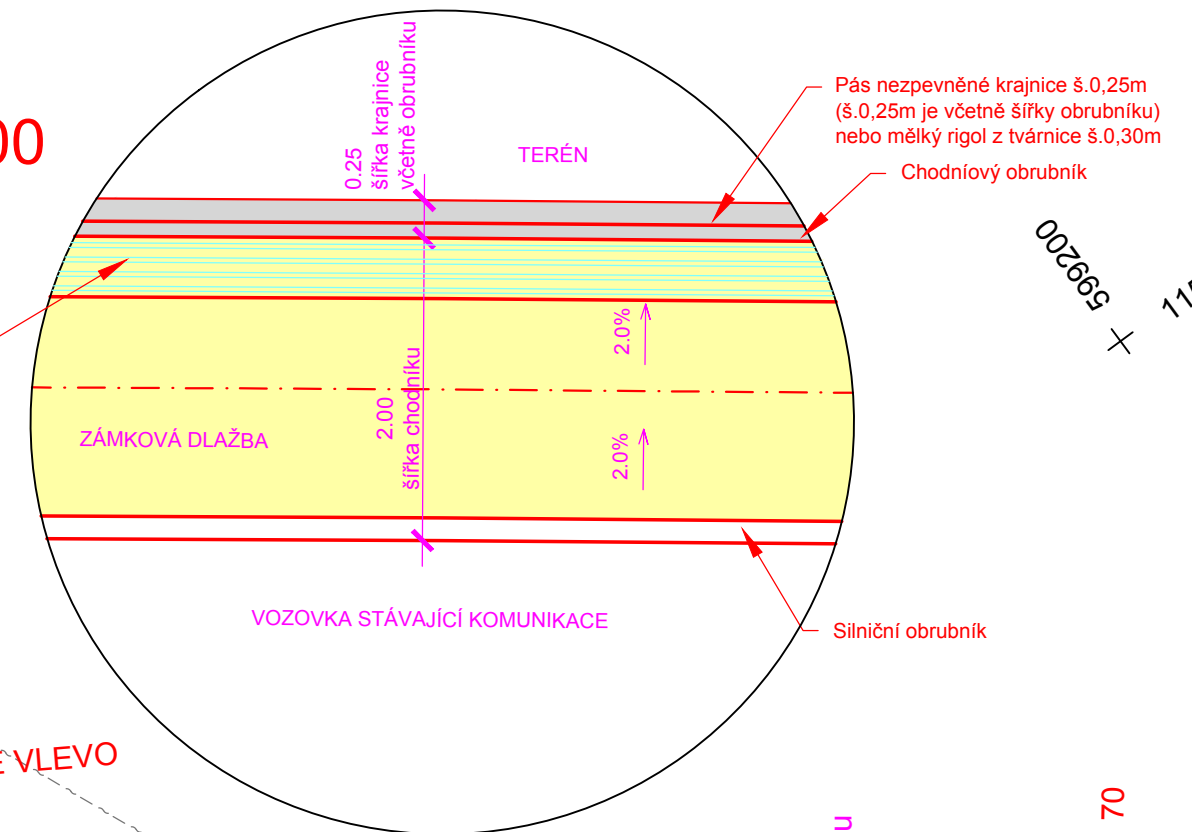 00
0.25
šířka krajnice
včetně obrubníku
TERÉN
Pás nezpevněné krajnice š.0,25m
(š.0,25m je včetně šířky obrubníku)
nebo mělký rigol z tvárnice š.0,30m
Chodníový obrubník
599200
115
2.0%
2.00
šířka chodníku
2.0%
ZÁMKOVÁ DLAŽBA
VOZOVKA STÁVAJÍCÍ KOMUNIKACE
Silniční obrubník
VLEVO
70
u